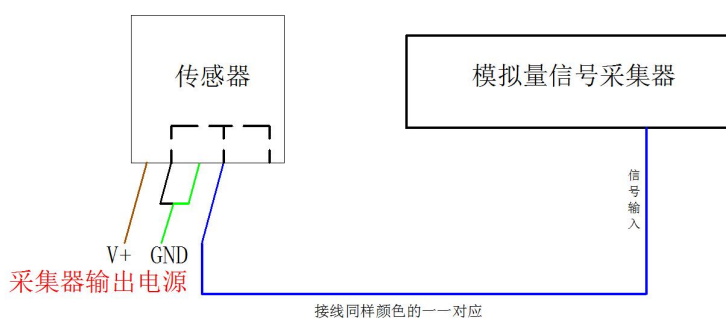 传感器
模拟量信号采集器
信号输入
V+ GND
采集器输出电源
接线同样颜色的一一对应